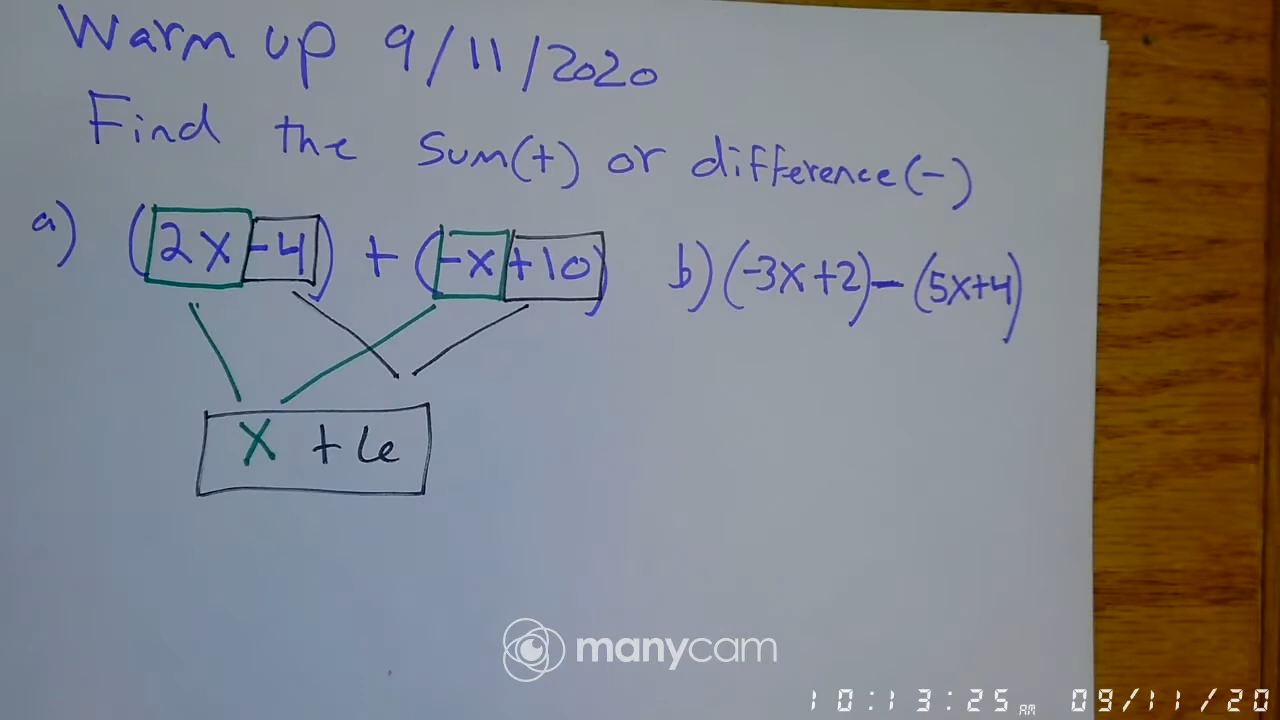 Warm up 9/11/2020
Find the sum(+) or difference(-)
a) (2x-4) + (-x+10) b) (-3x+2)-(5x+4)
x +6
manycam
10:13:25 AM 09/11/20